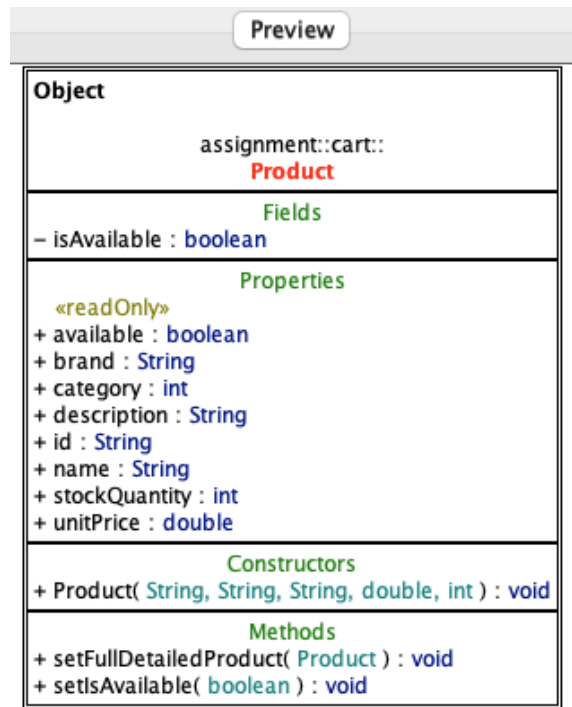 Preview
Object
assignment::cart::
Product
Fields
– isAvailable : boolean
Properties
«readOnly»
+ available : boolean
+ brand : String
+ category : int
+ description : String
+ id : String
+ name : String
+ stockQuantity : int
+ unitPrice : double
Constructors
+ Product( String, String, String, double, int ) : void
Methods
+ setFullDetailedProduct( Product ) : void
+ setIsAvailable( boolean ) : void